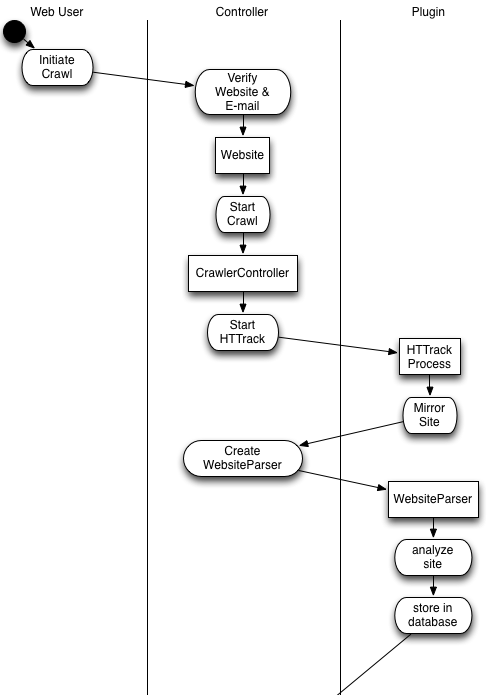 Web User
Controller
Plugin
Initiate
Crawl
Verify
Website &
E-mail
Website
Start
Crawl
CrawlerController
Start
HTTrack
HTTrack
Process
Mirror
Site
Create
WebsiteParser
WebsiteParser
analyze
site
store in
database